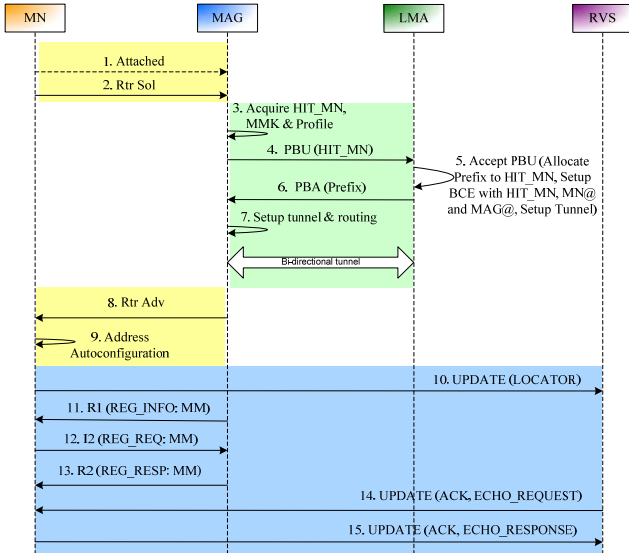 MN
MAG
LMA
RVS
1. Attached
2. Rtr Sol
3. Acquire HIT_MN,
MMK & Profile
4. PBU (HIT_MN)
5. Accept PBU (Allocate
Prefix to HIT_MN, Setup
BCE with HIT_MN, MN@
and MAG@, Setup Tunnel)
6. PBA (Prefix)
7. Setup tunnel & routing
Bi-directional tunnel
8. Rtr Adv
9. Address
Autoconfiguration
10. UPDATE (LOCATOR)
11. R1 (REG_INFO: MM)
12. I2 (REG_REQ: MM)
13. R2 (REG_RESP: MM)
14. UPDATE (ACK, ECHO_REQUEST)
15. UPDATE (ACK, ECHO_RESPONSE)